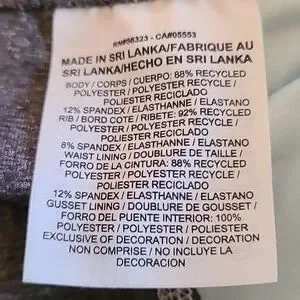 RN#56323 - CA#05553
MADE IN SRI LANKA/FABRIQUE AU
SRI LANKA/HECHO EN SRI LANKA
BODY / CORPS / CUERPO: 88% RECYCLED
POLYESTER / POLYESTER RECYCLÉ /
POLIESTER RECICLADO
12% SPANDEX / ELASTHANNE / ELASTANO
RIB / BORD COTE / RIBETE: 92% RECYCLED
POLYESTER / POLYESTER RECYCLÉ /
POLIESTER RECICLADO
8% SPANDEX / ELASTHANNE / ELASTANO
WAIST LINING / DOUBLURE DE TAILLE /
FORRO DE LA CINTURA: 88% RECYCLED
POLYESTER / POLYESTER RECYCLÉ /
POLIESTER RECICLADO
12% SPANDEX / ELASTHANNE / ELASTANO
GUSSET LINING / DOUBLURE DE GOUSSET /
FORRO DEL PUENTE INTERIOR: 100%
POLYESTER / POLYESTER / POLIESTER
EXCLUSIVE OF DECORATION / DECORATION
NON COMPRISE / NO INCLUYE LA
DECORACION